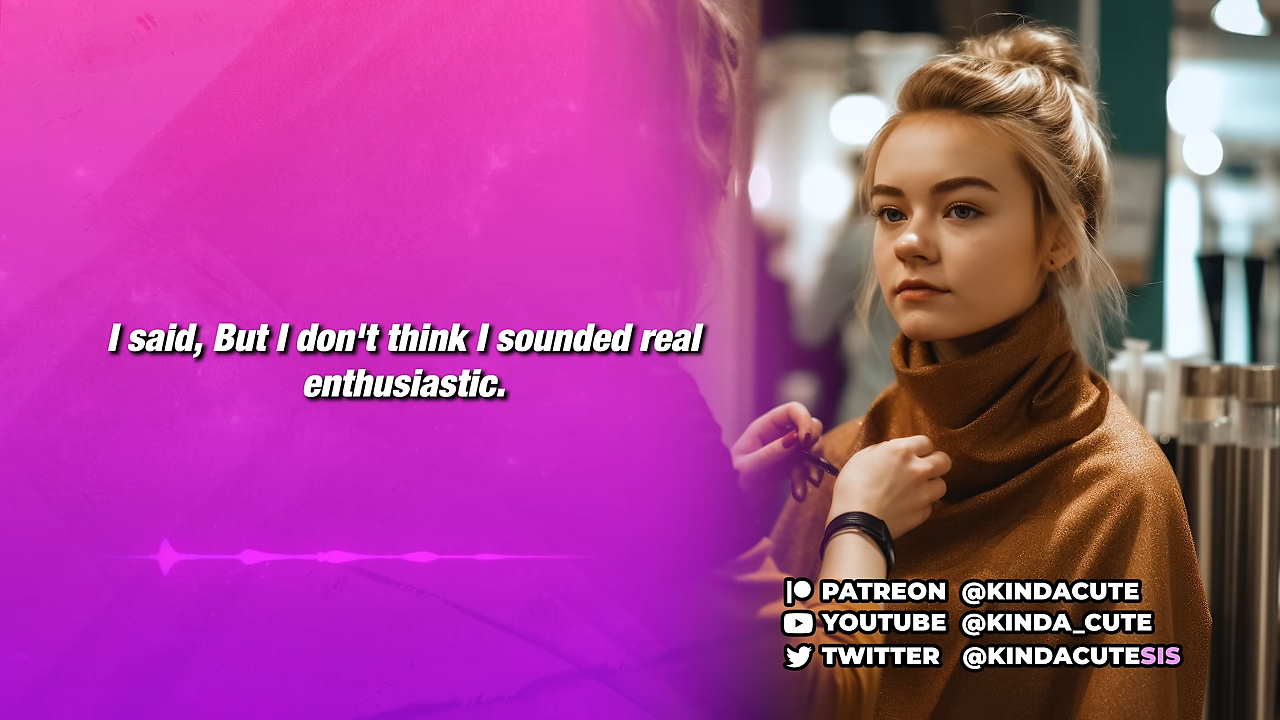 I said, But I don't think I sounded real
enthusiastic.
PATREON @KINDACUTE
YOUTUBE @KINDA_CUTE
TWITTER @KINDACUTESIS